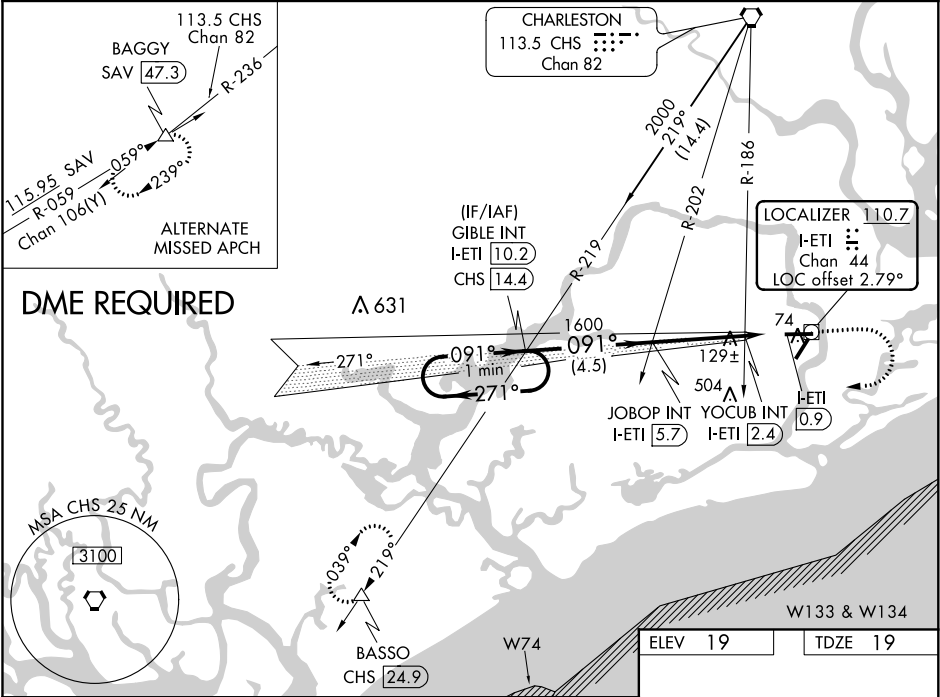 113.5 CHS
Chan 82
BAGGY
SAV 47.3
R-236
115.95 SAV
R-059
Chan 106(Y)
059°
239°
ALTERNATE
MISSED APCH
CHARLESTON
113.5 CHS
Chan 82
2000
219°
(14.4)
R-186
R-202
R-219
LOCALIZER 110.7
I-ETI
Chan 44
LOC offset 2.79°
(IF/IAF)
GIBLE INT
I-ETI 10.2
CHS 14.4
DME REQUIRED
631
1600
091°
(4.5)
271°
091°
1 min
271°
74
129±
504
JOBOP INT
I-ETI 5.7
YOCUB INT
I-ETI 2.4
I-ETI
0.9
MSA CHS 25 NM
3100
039°
219°
BASSO
CHS 24.9
W74
W133 & W134
ELEV 19
TDZE 19